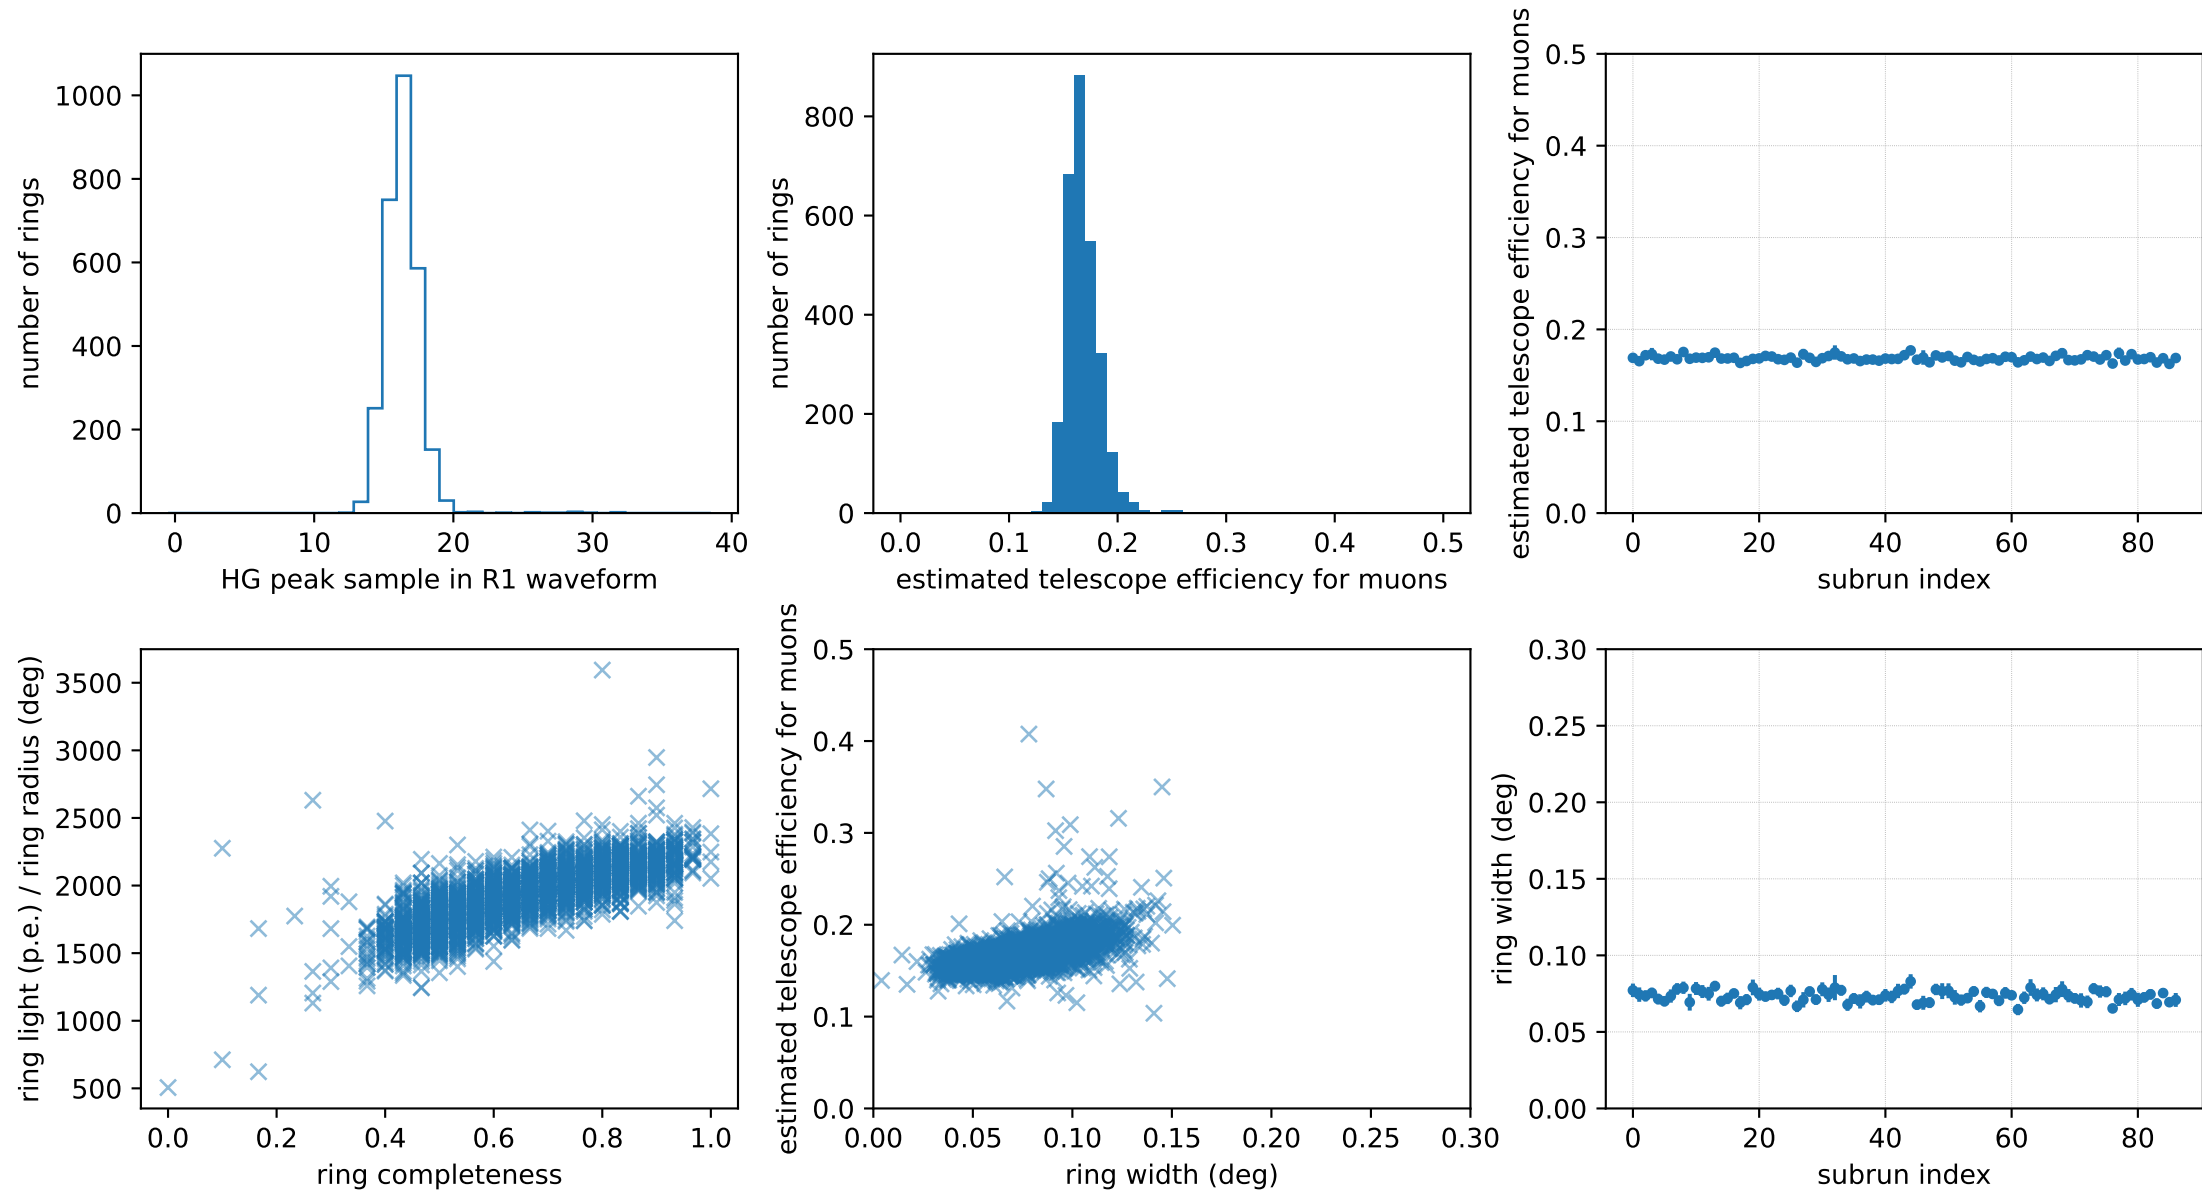 number of rings
1000
800
600
400
200
0
0 10 20 30 40
HG peak sample in R1 waveform
number of rings
800
600
400
200
0
0.0 0.1 0.2 0.3 0.4 0.5
estimated telescope efficiency for muons
estimated telescope efficiency for muons
0.5
0.4
0.3
0.2
0.1
0.0
0 20 40 60 80
subrun index
ring light (p.e.) / ring radius (deg)
3500
3000
2500
2000
1500
1000
500
0.0 0.2 0.4 0.6 0.8 1.0
ring completeness
estimated telescope efficiency for muons
0.5
0.4
0.3
0.2
0.1
0.0
0.00 0.05 0.10 0.15 0.20 0.25 0.30
ring width (deg)
ring width (deg)
0.30
0.25
0.20
0.15
0.10
0.05
0.00
0 20 40 60 80
subrun index